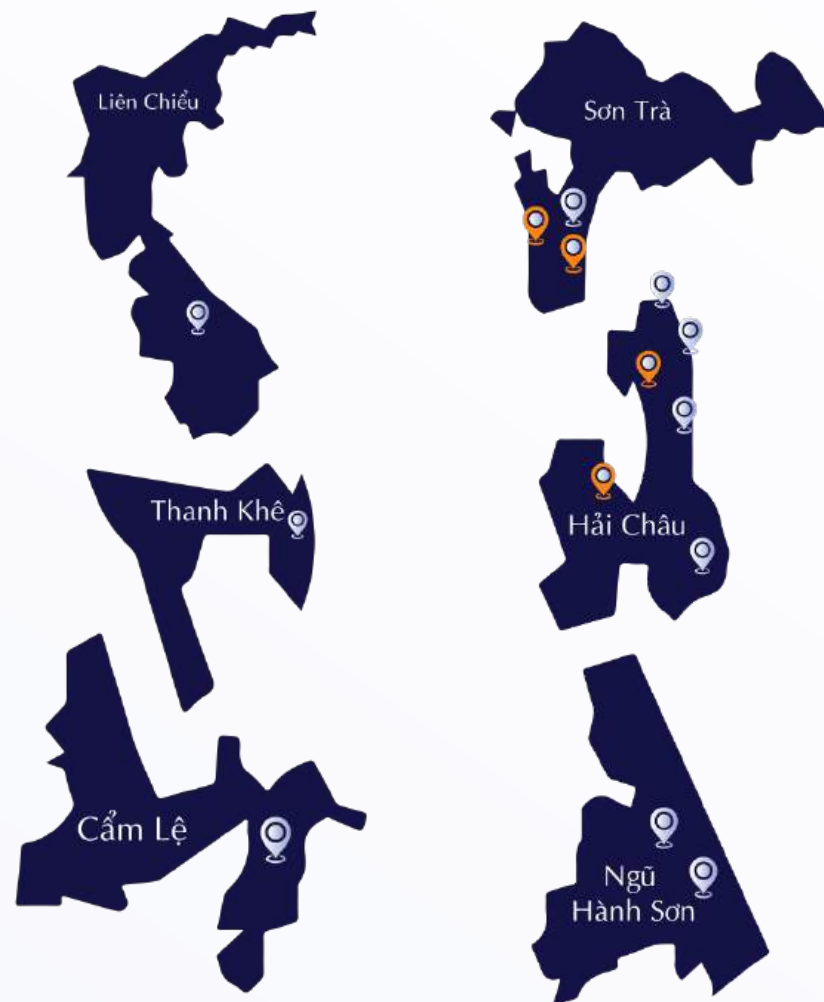 Liên Chiểu
Sơn Trà
Thanh Khê
Hải Châu
Cẩm Lệ
Ngũ
Hành Sơn